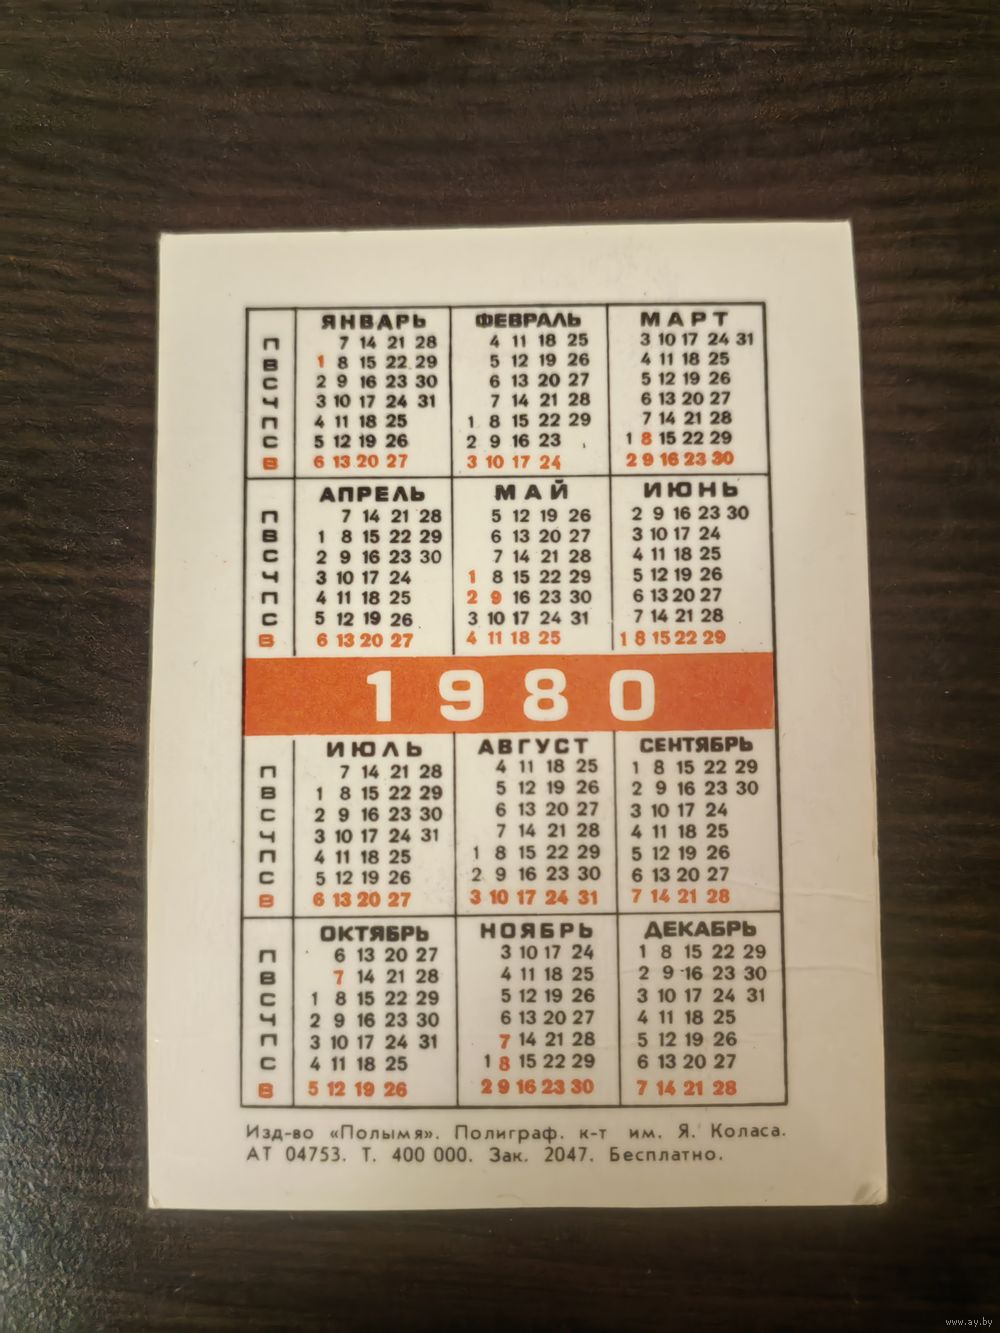 ЯНВАРЬ ФЕВРАЛЬ МАРТ
П 7 14 21 28 4 11 18 25 3 10 17 24 31
В 1 8 15 22 29 5 12 19 26 4 11 18 25
С 2 9 16 23 30 6 13 20 27 5 12 19 26
Ч 3 10 17 24 31 7 14 21 28 6 13 20 27
П 4 11 18 25 1 8 15 22 29 7 14 21 28
С 5 12 19 26 2 9 16 23 1 8 15 22 29
В 6 13 20 27 3 10 17 24 2 9 16 23 30
АПРЕЛЬ МАЙ ИЮНЬ
П 7 14 21 28 5 12 19 26 2 9 16 23 30
В 1 8 15 22 29 6 13 20 27 3 10 17 24
С 2 9 16 23 30 7 14 21 28 4 11 18 25
Ч 3 10 17 24 1 8 15 22 29 5 12 19 26
П 4 11 18 25 2 9 16 23 30 6 13 20 27
С 5 12 19 26 3 10 17 24 31 7 14 21 28
В 6 13 20 27 4 11 18 25 1 8 15 22 29
1980
ИЮЛЬ АВГУСТ СЕНТЯБРЬ
П 7 14 21 28 4 11 18 25 1 8 15 22 29
В 1 8 15 22 29 5 12 19 26 2 9 16 23 30
С 2 9 16 23 30 6 13 20 27 3 10 17 24
Ч 3 10 17 24 31 7 14 21 28 4 11 18 25
П 4 11 18 25 1 8 15 22 29 5 12 19 26
С 5 12 19 26 2 9 16 23 30 6 13 20 27
В 6 13 20 27 3 10 17 24 31 7 14 21 28
ОКТЯБРЬ НОЯБРЬ ДЕКАБРЬ
П 6 13 20 27 3 10 17 24 1 8 15 22 29
В 7 14 21 28 4 11 18 25 2 9 16 23 30
С 1 8 15 22 29 5 12 19 26 3 10 17 24 31
Ч 2 9 16 23 30 6 13 20 27 4 11 18 25
П 3 10 17 24 31 7 14 21 28 5 12 19 26
С 4 11 18 25 1 8 15 22 29 6 13 20 27
В 5 12 19 26 2 9 16 23 30 7 14 21 28
Изд-во «Полымя». Полиграф. к-т им. Я. Коласа.
АТ 04753. Т. 400 000. Зак. 2047. Бесплатно.
www.ay.by